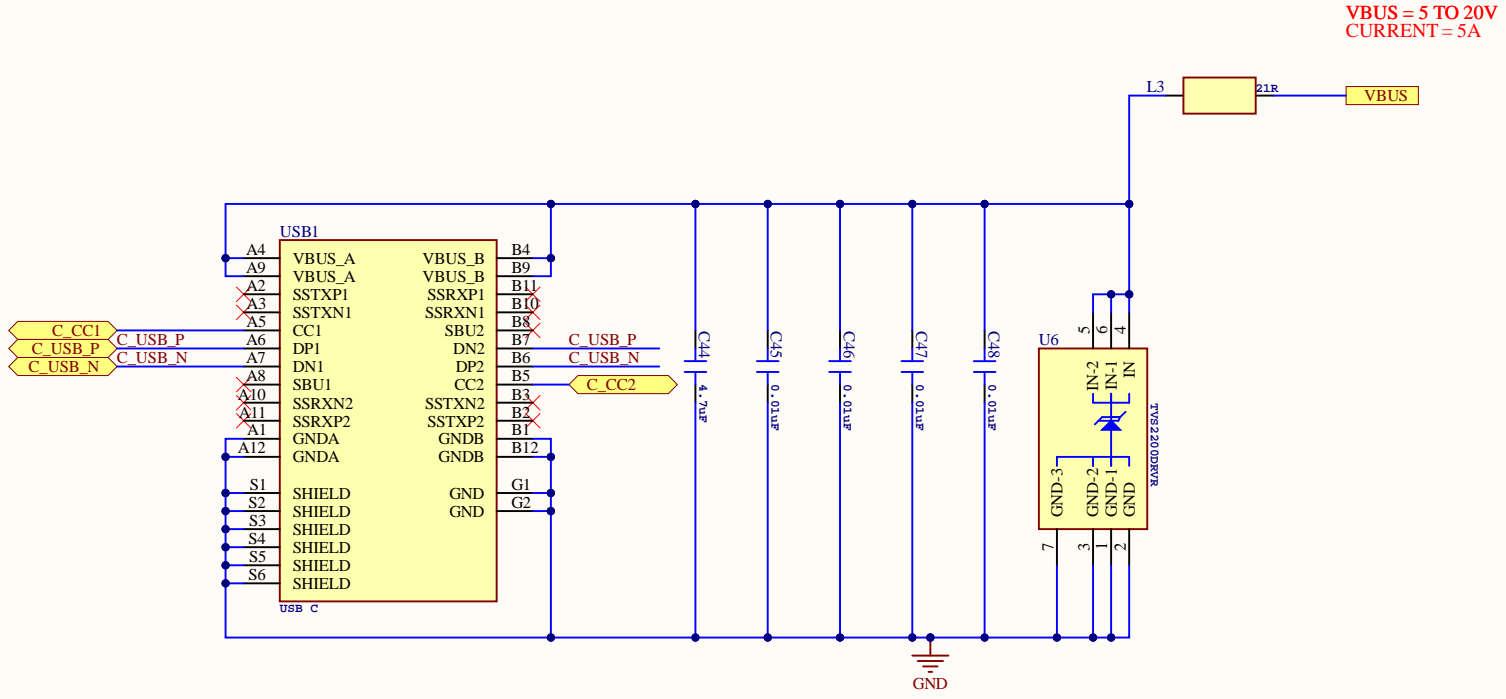 VBUS = 5 TO 20V
CURRENT = 5A
L3
21R
VBUS
USB1
A4 VBUS_A VBUS_B B4
A9 VBUS_A VBUS_B B9
A2 SSTXP1 SSRXP1 B11
A3 SSTXN1 SSRXN1 B10
C_CC1 A5 CC1 SBU2 B8
C_USB_P C_USB_P A6 DP1 DN2 B7 C_USB_P
C_USB_N C_USB_N A7 DN1 DP2 B6 C_USB_N
A8 SBU1 CC2 B5 C_CC2
A10 SSRXN2 SSTXN2 B3
A11 SSRXP2 SSTXP2 B2
A1 GNDA GNDB B1
A12 GNDA GNDB B12
S1 SHIELD GND G1
S2 SHIELD GND G2
S3 SHIELD
S4 SHIELD
S5 SHIELD
S6 SHIELD
USB C
C44
4.7uF
C45
0.01uF
C46
0.01uF
C47
0.01uF
C48
0.01uF
U6
5 6 4
IN-2
IN-1
IN
TVS2200DRVR
GND-3
GND-2
GND-1
GND
7 3 1 2
GND